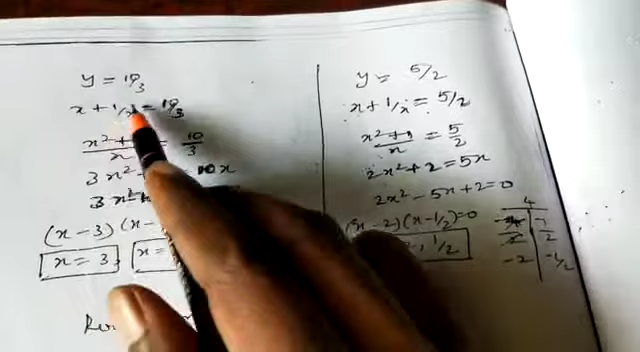 y = 10/3
x + 1/x = 10/3
x²+1/x = 10/3
3x² 10x
3x²
(x - 3) (x -
x = 3, x =
y = 5/2
x + 1/x = 5/2
x²+1/x = 5/2
2x² + 2 = 5x
2x² - 5x + 2 = 0
(x - 2)(x - 1/2) = 0
, 1/2
4
-2 -1/2